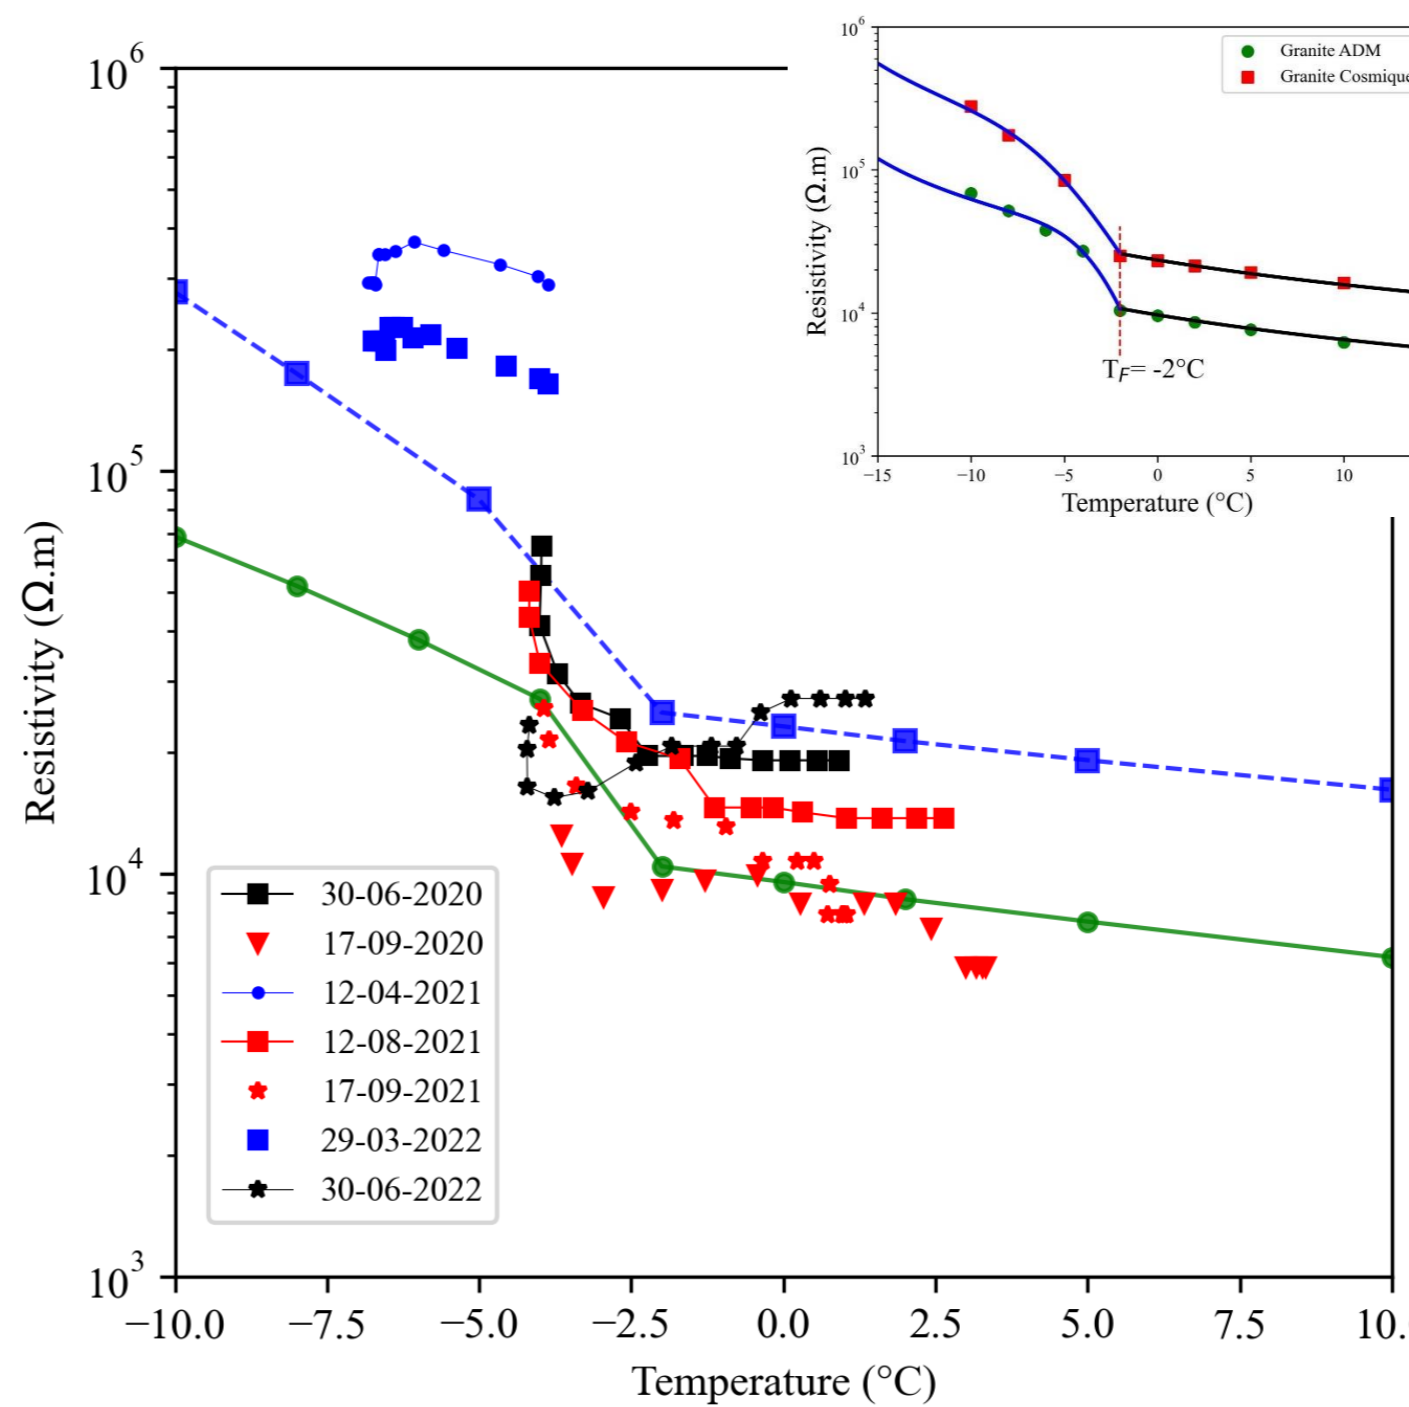 10^6
10^5
10^4
10^3
Resistivity (Ω.m)
−10.0 −7.5 −5.0 −2.5 0.0 2.5 5.0 7.5 10.
Temperature (°C)
30-06-2020
17-09-2020
12-04-2021
12-08-2021
17-09-2021
29-03-2022
30-06-2022
10^6
10^5
10^4
10^3
Resistivity (Ω.m)
Granite ADM
Granite Cosmique
T_F= -2°C
−15 −10 −5 0 5 10
Temperature (°C)